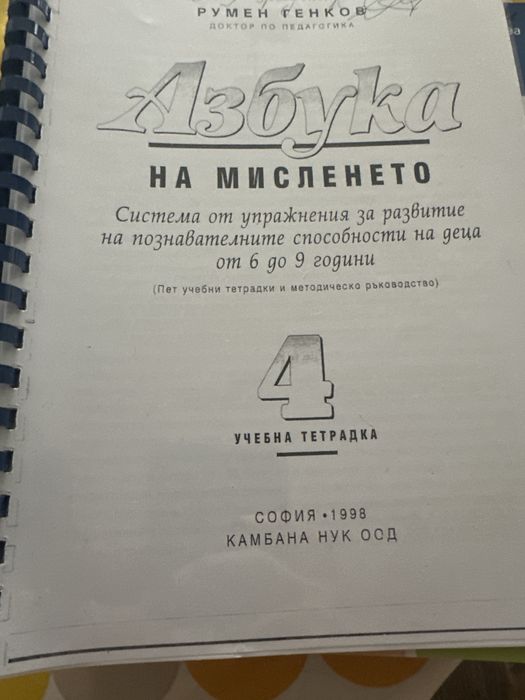 РУМЕН ГЕНКОВ
ДОКТОР ПО ПЕДАГОГИКА
Азбука
НА МИСЛЕНЕТО
Система от упражнения за развитие
на познавателните способности на деца
от 6 до 9 години
(Пет учебни тетрадки и методическо ръководство)
4
УЧЕБНА ТЕТРАДКА
СОФИЯ • 1998
КАМБАНА НУК ООД